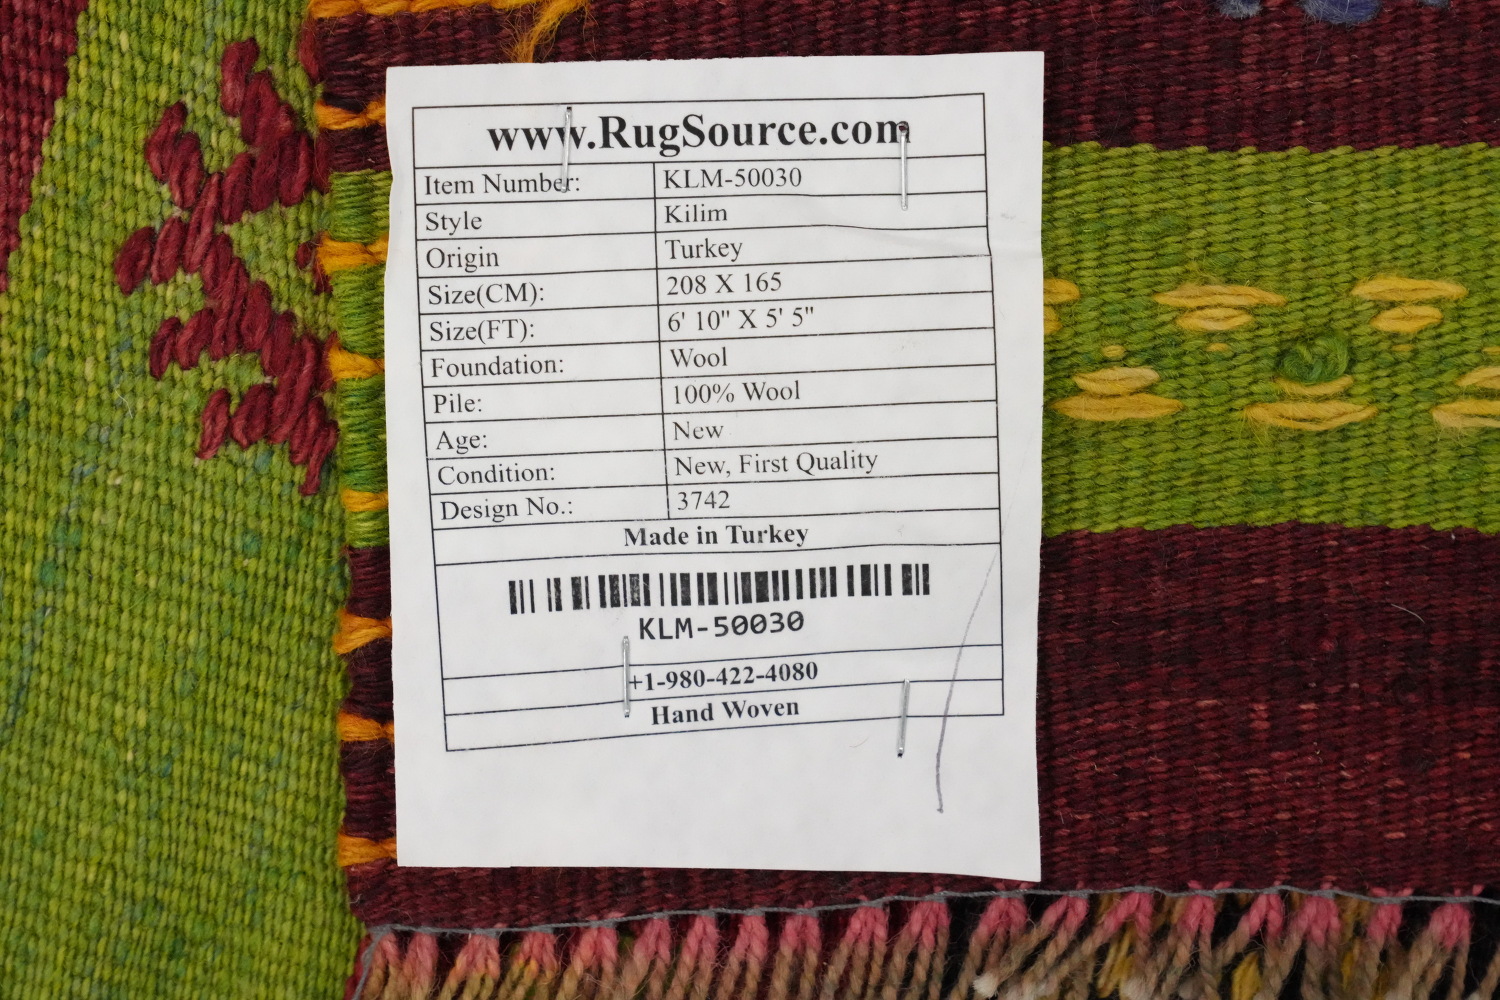 www.RugSource.com
Item Number: KLM-50030
Style Kilim
Origin Turkey
Size(CM): 208 X 165
Size(FT): 6' 10" X 5' 5"
Foundation: Wool
Pile: 100% Wool
Age: New
Condition: New, First Quality
Design No.: 3742
Made in Turkey
KLM-50030
+1-980-422-4080
Hand Woven